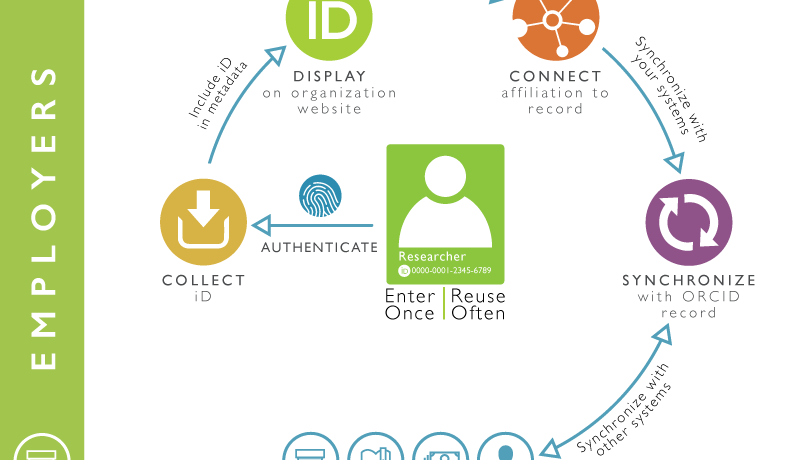 EMPLOYERS
iD
DISPLAY
on organization
website
CONNECT
affiliation to
record
Include iD
in metadata
Synchronize with
your systems
AUTHENTICATE
COLLECT
iD
Researcher
iD 0000-0001-2345-6789
Enter
Once
Reuse
Often
SYNCHRONIZE
with ORCID
record
Synchronize with
other systems